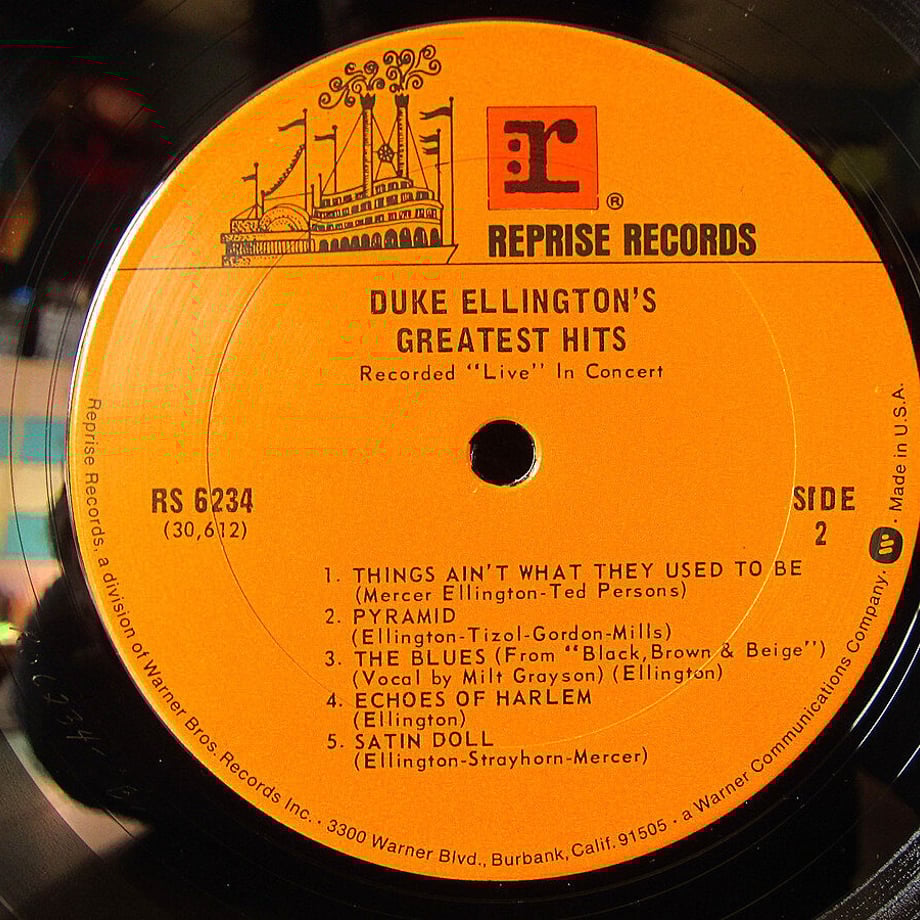 r
®
REPRISE RECORDS
DUKE ELLINGTON'S
GREATEST HITS
Recorded "Live" In Concert
RS 6234
(30,612)
SIDE
2
1. THINGS AIN'T WHAT THEY USED TO BE
(Mercer Ellington-Ted Persons)
2. PYRAMID
(Ellington-Tizol-Gordon-Mills)
3. THE BLUES (From "Black, Brown & Beige")
(Vocal by Milt Grayson) (Ellington)
4. ECHOES OF HARLEM
(Ellington)
5. SATIN DOLL
(Ellington-Strayhorn-Mercer)
Reprise Records, a division of Warner Bros. Records Inc. · 3300 Warner Blvd., Burbank, Calif. 91505 · a Warner Communications Company. · Made in U.S.A.